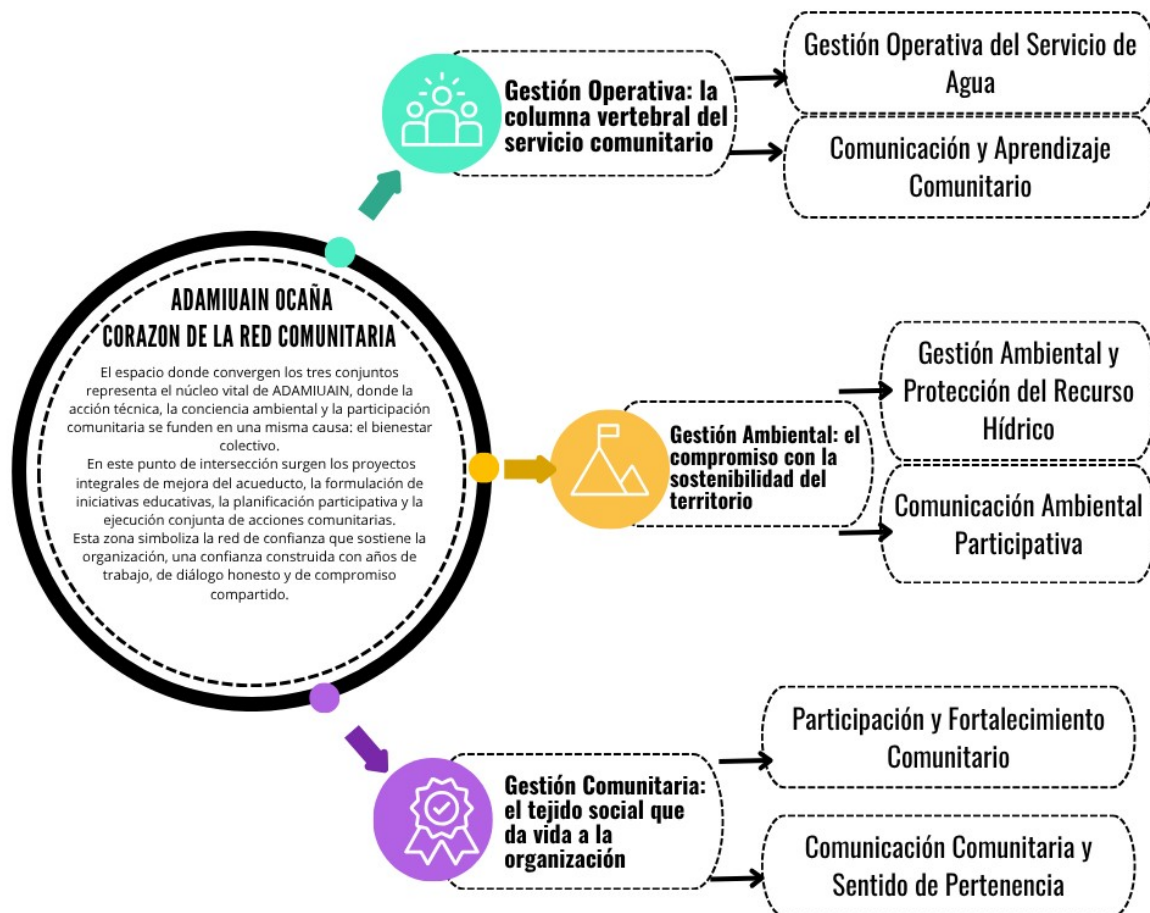 Gestión Operativa: la
columna vertebral del
servicio comunitario
Gestión Operativa del Servicio de
Agua
Comunicación y Aprendizaje
Comunitario
ADAMIUAIN OCAÑA
CORAZON DE LA RED COMUNITARIA
El espacio donde convergen los tres conjuntos
representa el núcleo vital de ADAMIUAIN, donde la
acción técnica, la conciencia ambiental y la participación
comunitaria se funden en una misma causa: el bienestar
colectivo.
En este punto de intersección surgen los proyectos
integrales de mejora del acueducto, la formulación de
iniciativas educativas, la planificación participativa y la
ejecución conjunta de acciones comunitarias.
Esta zona simboliza la red de confianza que sostiene la
organización, una confianza construida con años de
trabajo, de diálogo honesto y de compromiso
compartido.
Gestión Ambiental: el
compromiso con la
sostenibilidad del
territorio
Gestión Ambiental y
Protección del Recurso
Hídrico
Comunicación Ambiental
Participativa
Gestión Comunitaria:
el tejido social que
da vida a la
organización
Participación y Fortalecimiento
Comunitario
Comunicación Comunitaria y
Sentido de Pertenencia